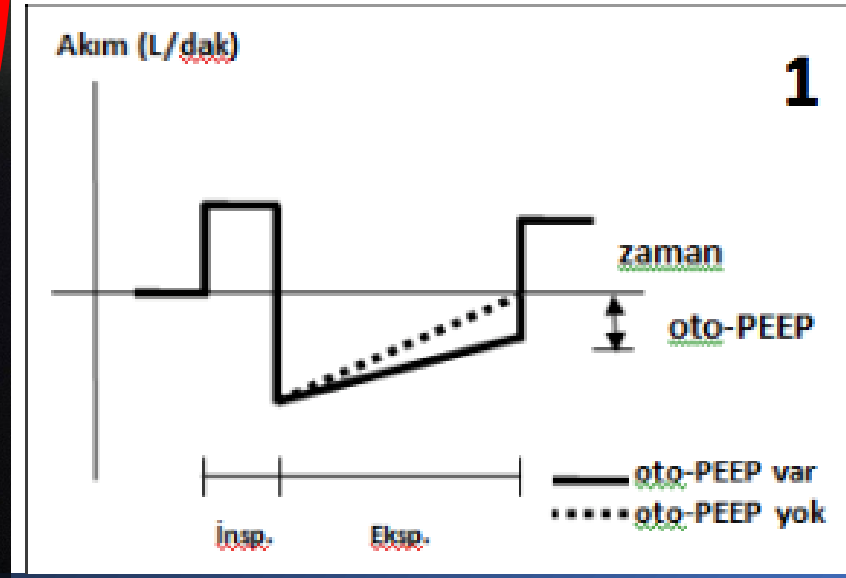 Akım (L/dak)
1
zaman
oto-PEEP
oto-PEEP var
oto-PEEP yok
İnsp.
Eksp.